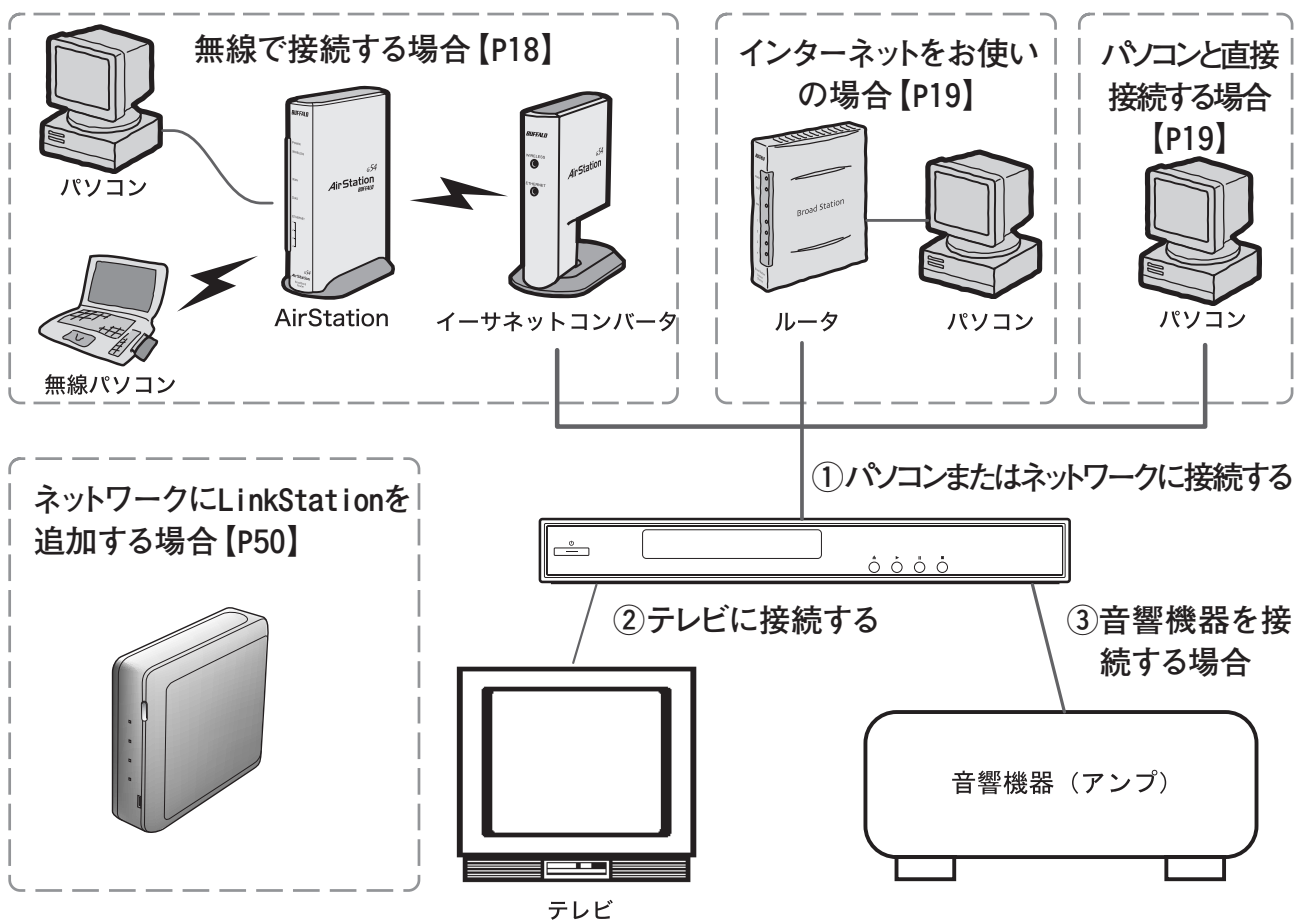 無線で接続する場合【P18】
パソコン
BUFFALO
AirStation
BUFFALO
g54
AirStation
AirStation
無線パソコン
BUFFALO
WIRELESS
ETHERNET
g54
AirStation
イーサネットコンバータ
インターネットをお使い
の場合【P19】
Broad Station
ルータ
パソコン
パソコンと直接
接続する場合
【P19】
パソコン
①パソコンまたはネットワークに接続する
ネットワークにLinkStationを
追加する場合【P50】
②テレビに接続する
③音響機器を接
続する場合
テレビ
音響機器（アンプ）